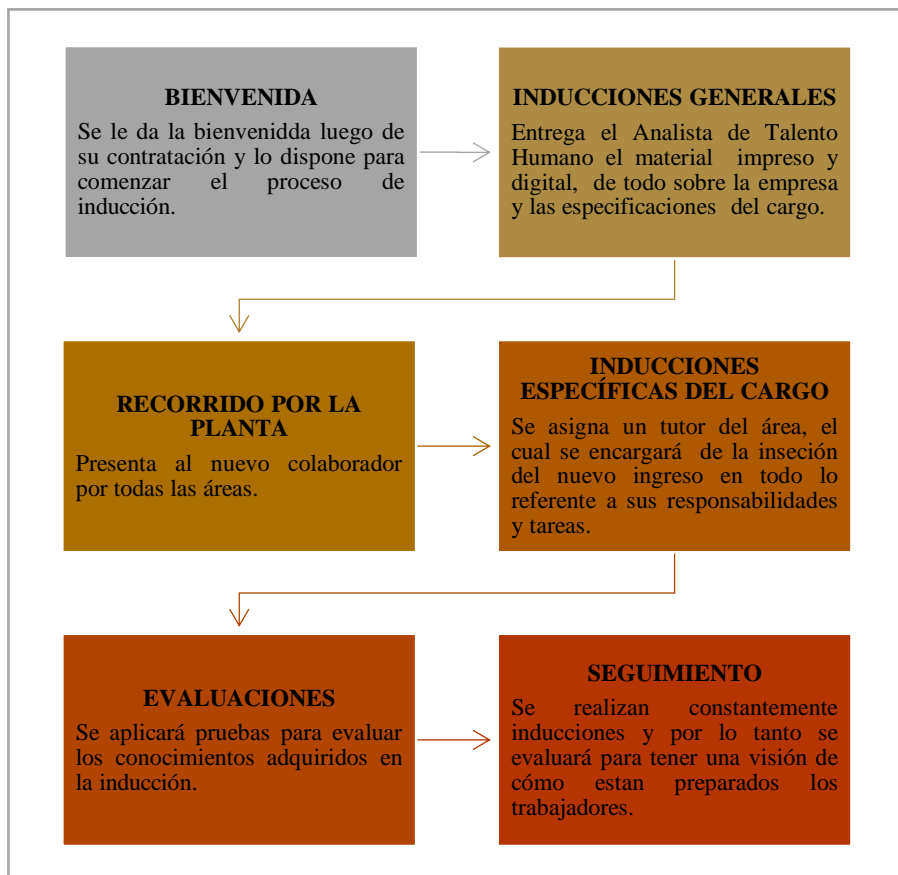 BIENVENIDA
Se le da la bienvenidda luego de
su contratación y lo dispone para
comenzar el proceso de
inducción.
INDUCCIONES GENERALES
Entrega el Analista de Talento
Humano el material impreso y
digital, de todo sobre la empresa
y las especificaciones del cargo.
RECORRIDO POR LA
PLANTA
Presenta al nuevo colaborador
por todas las áreas.
INDUCCIONES
ESPECÍFICAS DEL CARGO
Se asigna un tutor del área, el
cual se encargará de la inseción
del nuevo ingreso en todo lo
referente a sus responsabilidades
y tareas.
EVALUACIONES
Se aplicará pruebas para evaluar
los conocimientos adquiridos en
la inducción.
SEGUIMIENTO
Se realizan constantemente
inducciones y por lo tanto se
evaluará para tener una visión de
cómo estan preparados los
trabajadores.